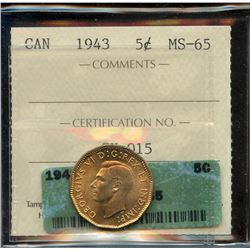 CAN 1943 5¢ MS-65
— COMMENTS —
— CERTIFICATION NO. —
015
194 5C
GEORGIVS VI D:G:REX ET IND:IMP: